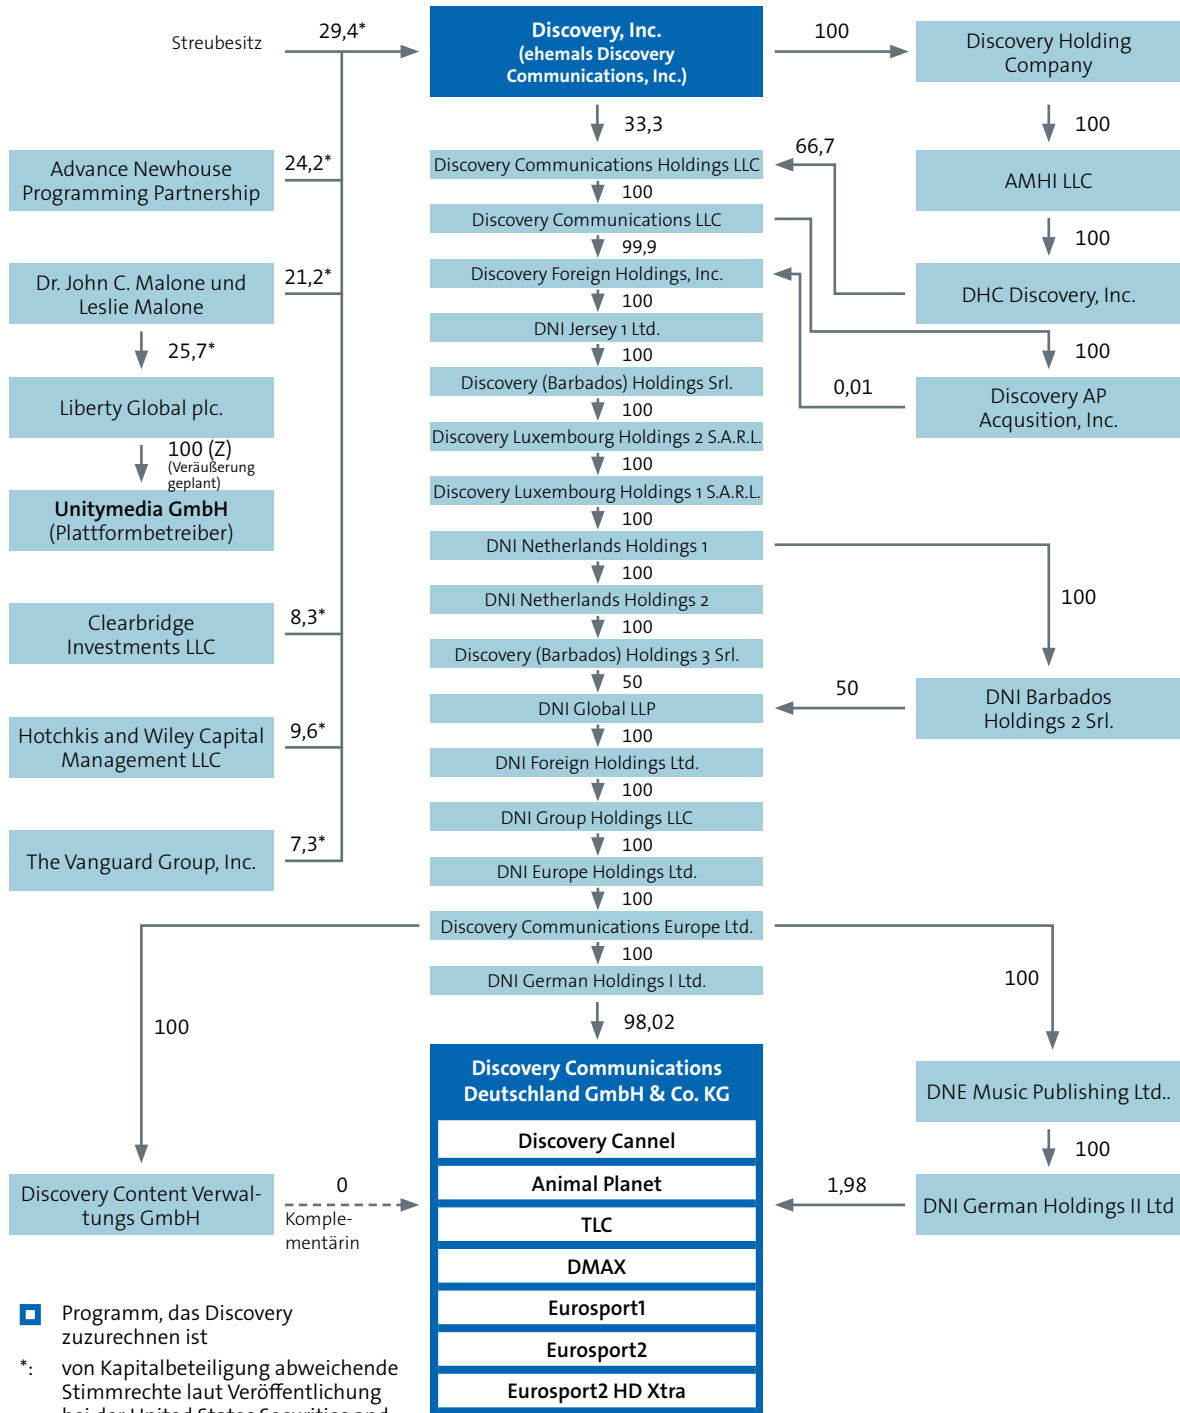 Streubesitz
29,4*
Discovery, Inc.
(ehemals Discovery
Communications, Inc.)
100
Discovery Holding
Company
33,3
100
Advance Newhouse
Programming Partnership
24,2*
Discovery Communications Holdings LLC
66,7
AMHI LLC
100
Discovery Communications LLC
100
99,9
Dr. John C. Malone und
Leslie Malone
21,2*
Discovery Foreign Holdings, Inc.
DHC Discovery, Inc.
100
DNI Jersey 1 Ltd.
25,7*
100
100
Liberty Global plc.
Discovery (Barbados) Holdings Srl.
0,01
Discovery AP
Acqusition, Inc.
100
Discovery Luxembourg Holdings 2 S.A.R.L.
100 (Z)
(Veräußerung
geplant)
100
Discovery Luxembourg Holdings 1 S.A.R.L.
Unitymedia GmbH
(Plattformbetreiber)
100
DNI Netherlands Holdings 1
100
DNI Netherlands Holdings 2
100
Clearbridge
Investments LLC
8,3*
100
Discovery (Barbados) Holdings 3 Srl.
50
DNI Global LLP
50
DNI Barbados
Holdings 2 Srl.
Hotchkis and Wiley Capital
Management LLC
9,6*
100
DNI Foreign Holdings Ltd.
100
DNI Group Holdings LLC
The Vanguard Group, Inc.
7,3*
100
DNI Europe Holdings Ltd.
100
Discovery Communications Europe Ltd.
100
DNI German Holdings I Ltd.
100
100
98,02
Discovery Communications
Deutschland GmbH & Co. KG
DNE Music Publishing Ltd..
Discovery Cannel
100
Discovery Content Verwal-
tungs GmbH
0
Komple-
mentärin
Animal Planet
1,98
DNI German Holdings II Ltd
TLC
DMAX
Eurosport1
Eurosport2
Eurosport2 HD Xtra
Programm, das Discovery
zuzurechnen ist
*: von Kapitalbeteiligung abweichende
Stimmrechte laut Veröffentlichung
bei der United States Securities and